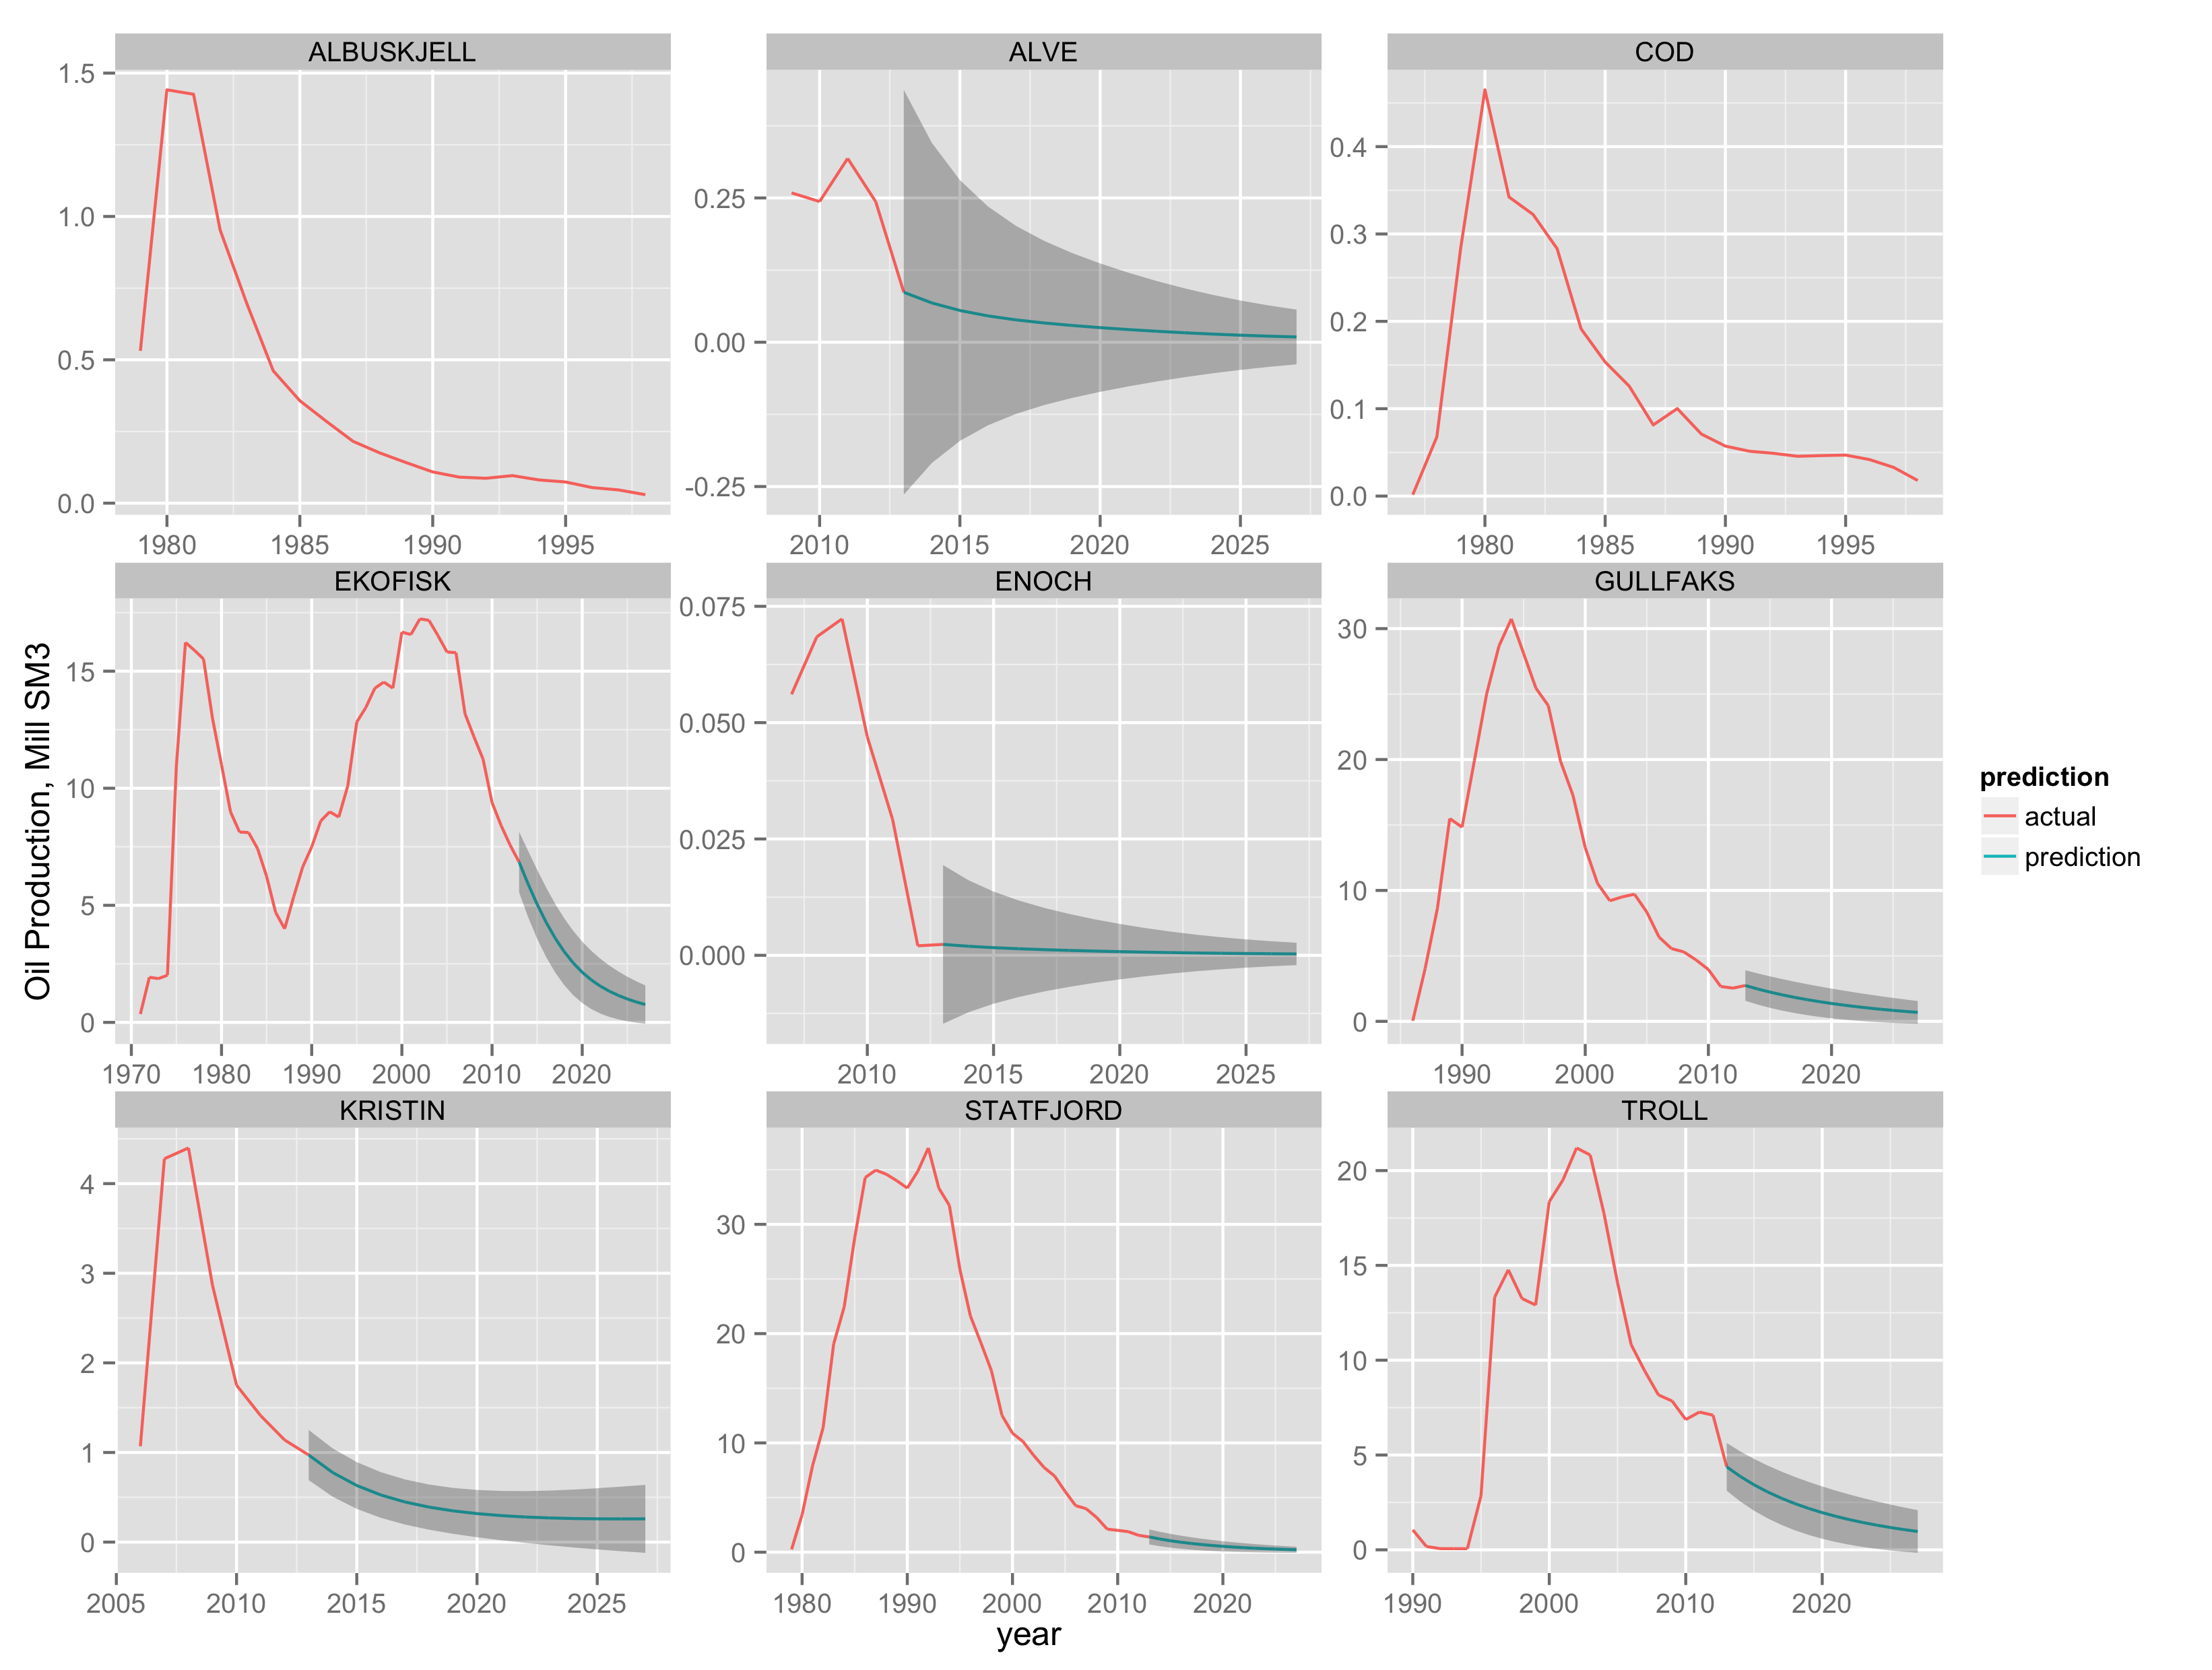 ALBUSKJELL
ALVE
COD
1.5
1.0
0.5
0.0
1980 1985 1990 1995
0.25
0.00
-0.25
2010 2015 2020 2025
0.4
0.3
0.2
0.1
0.0
1980 1985 1990 1995
EKOFISK
ENOCH
GULLFAKS
Oil Production, Mill SM3
15
10
5
0
1970 1980 1990 2000 2010 2020
0.075
0.050
0.025
0.000
2010 2015 2020 2025
30
20
10
0
1990 2000 2010 2020
prediction
actual
prediction
KRISTIN
STATFJORD
TROLL
4
3
2
1
0
2005 2010 2015 2020 2025
30
20
10
0
1980 1990 2000 2010 2020
20
15
10
5
0
1990 2000 2010 2020
year